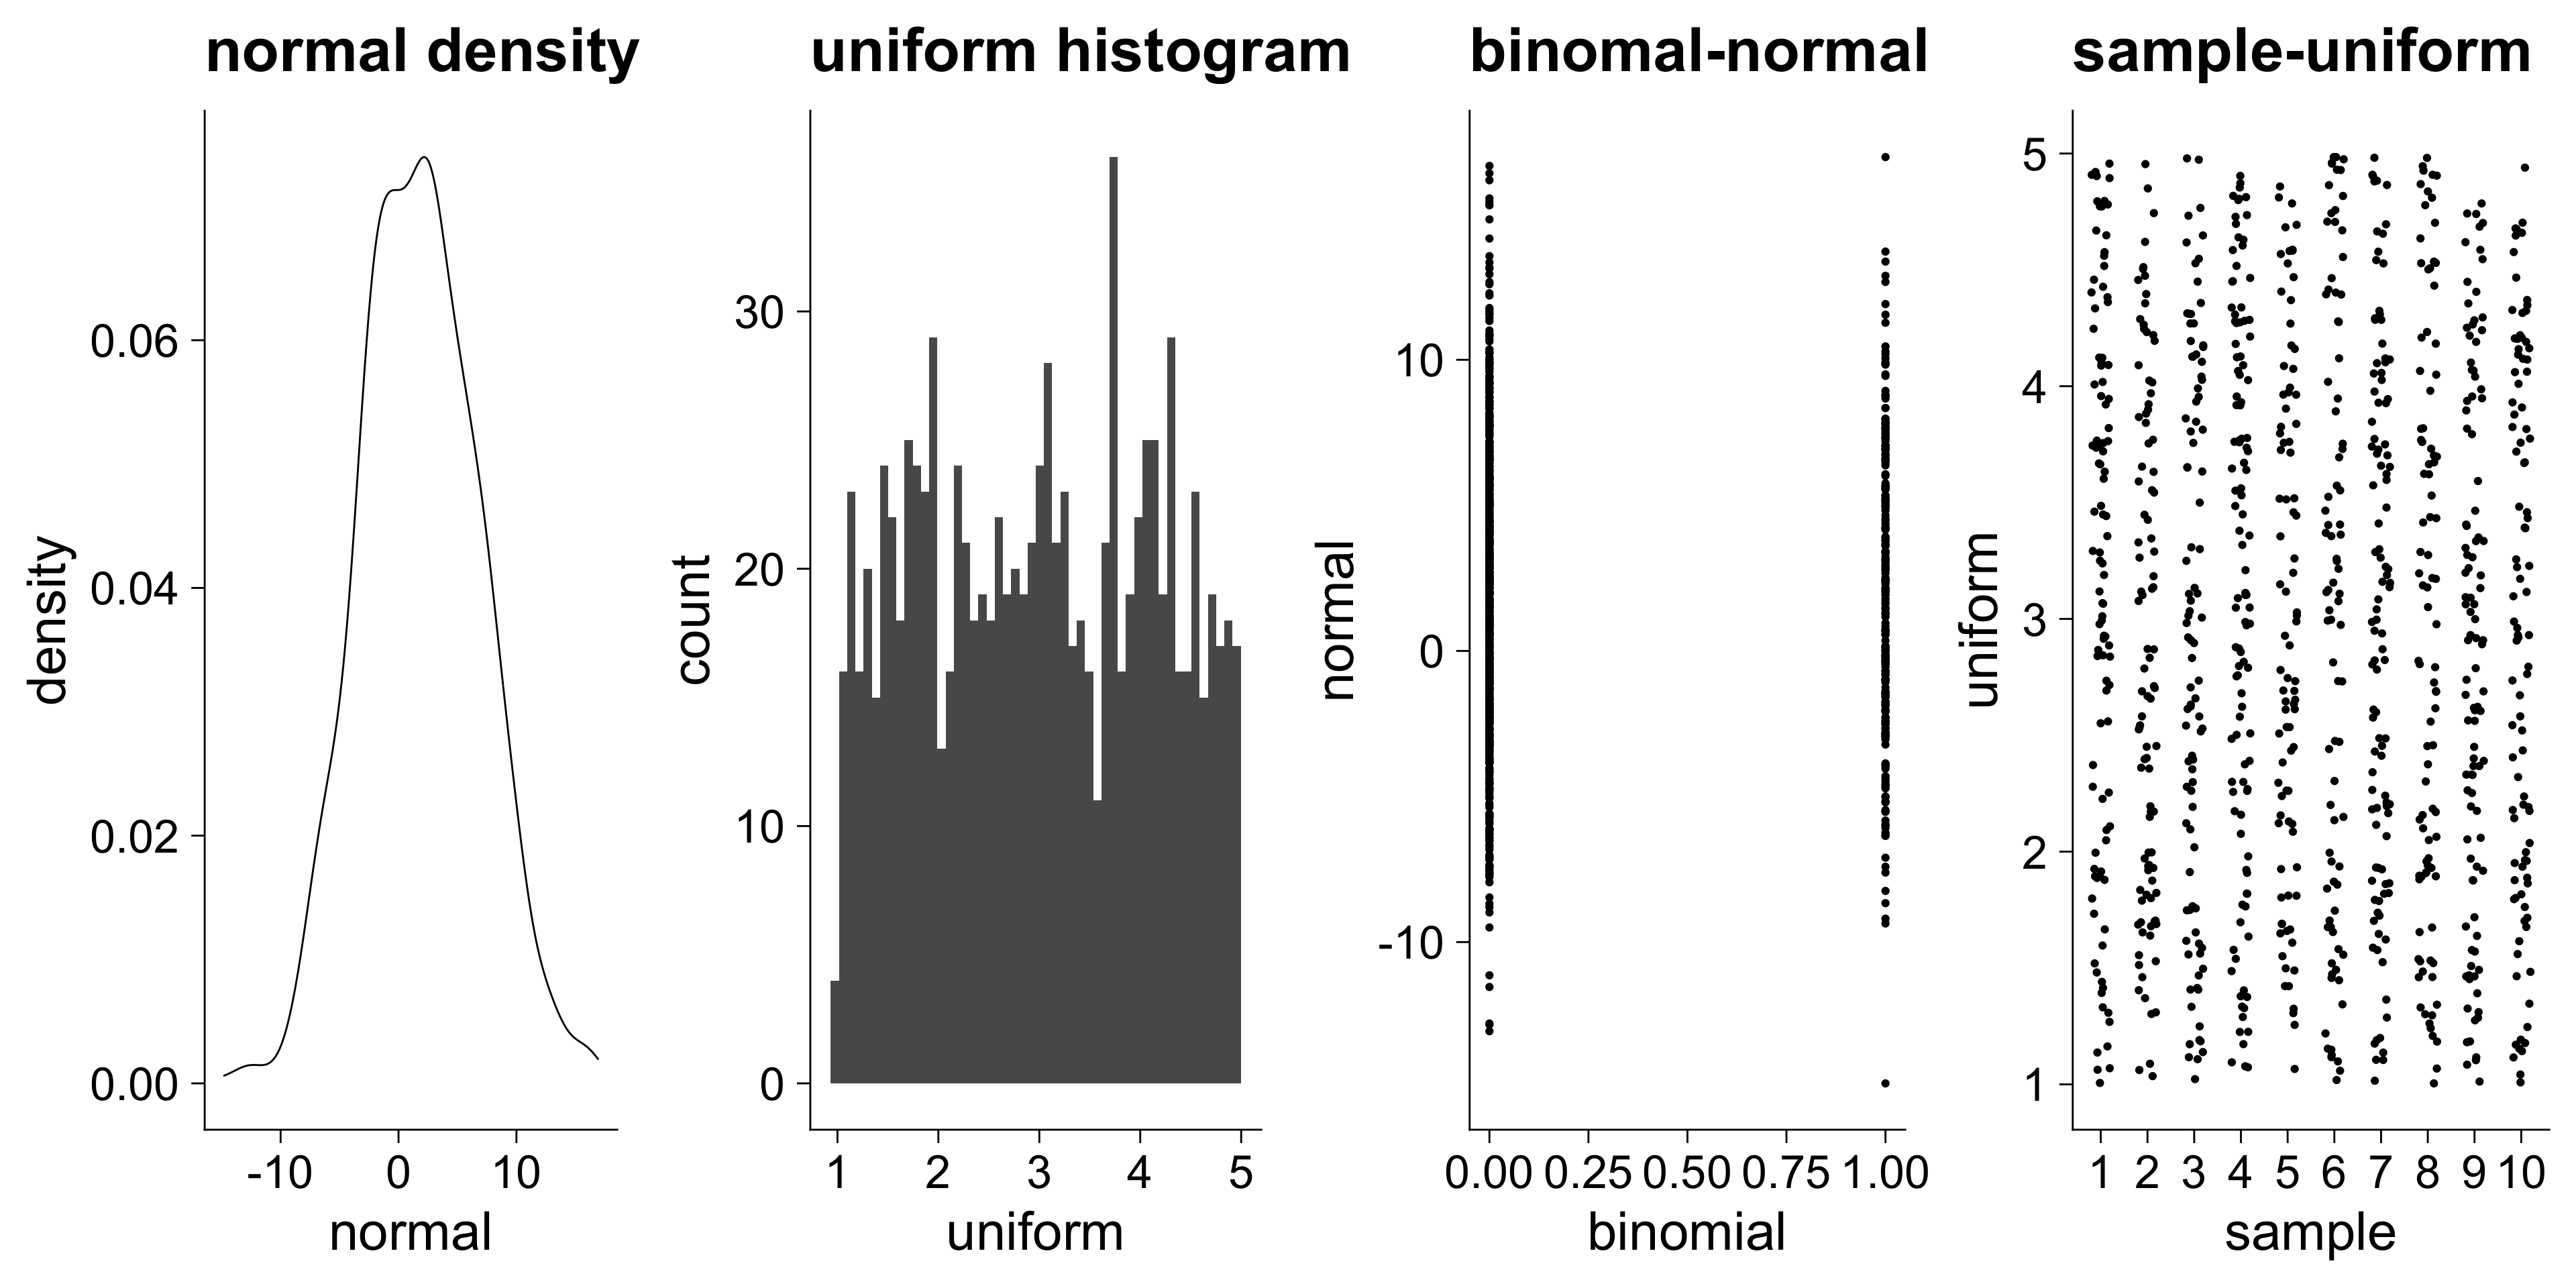 normal density
uniform histogram
binomal-normal
sample-uniform
density
0.06
0.04
0.02
0.00
-10 0 10
normal
count
30
20
10
0
1 2 3 4 5
uniform
normal
10
0
-10
0.00 0.25 0.50 0.75 1.00
binomial
uniform
5
4
3
2
1
1 2 3 4 5 6 7 8 9 10
sample